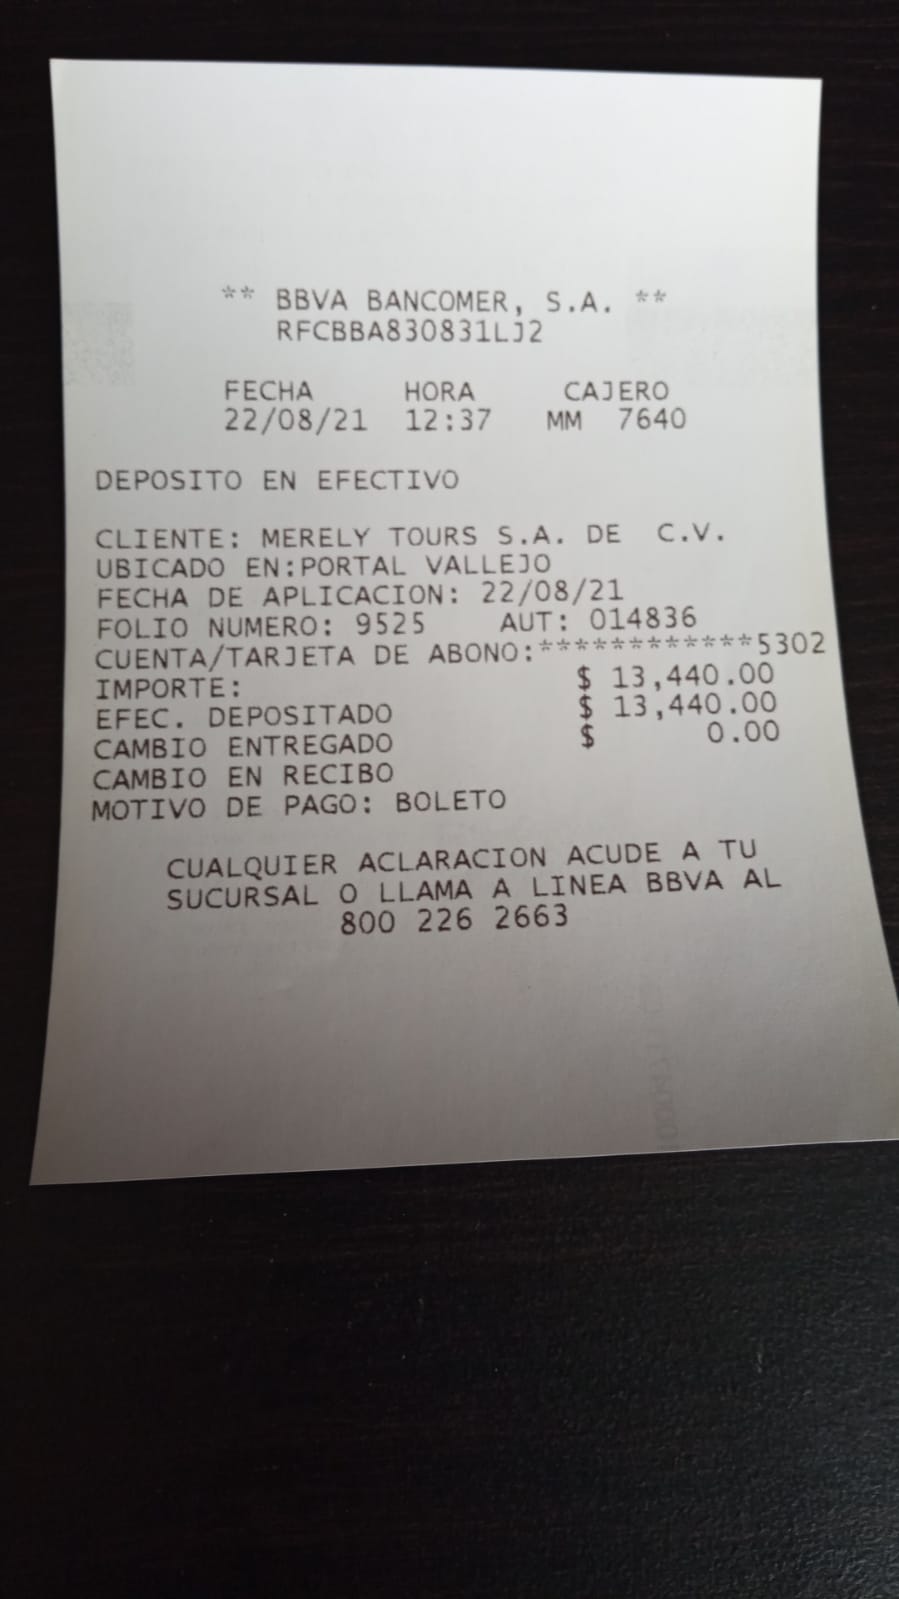 ** BBVA BANCOMER, S.A. **
RFCBBA830831LJ2
FECHA HORA CAJERO
22/08/21 12:37 MM 7640
DEPOSITO EN EFECTIVO
CLIENTE: MERELY TOURS S.A. DE C.V.
UBICADO EN:PORTAL VALLEJO
FECHA DE APLICACION: 22/08/21
FOLIO NUMERO: 9525 AUT: 014836
CUENTA/TARJETA DE ABONO:************5302
IMPORTE: $ 13,440.00
EFEC. DEPOSITADO $ 13,440.00
CAMBIO ENTREGADO $ 0.00
CAMBIO EN RECIBO
MOTIVO DE PAGO: BOLETO
CUALQUIER ACLARACION ACUDE A TU
SUCURSAL O LLAMA A LINEA BBVA AL
800 226 2663